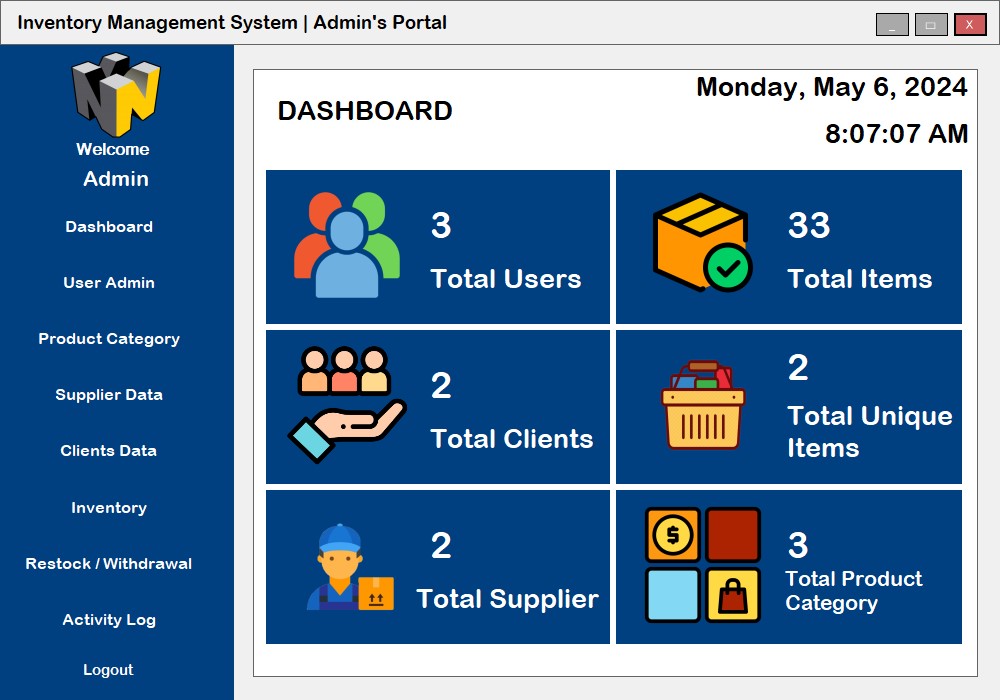 Inventory Management System | Admin's Portal
_
X
Welcome
Admin
Dashboard
User Admin
Product Category
Supplier Data
Clients Data
Inventory
Restock / Withdrawal
Activity Log
Logout
DASHBOARD
Monday, May 6, 2024
8:07:07 AM
3
Total Users
33
Total Items
2
Total Clients
2
Total Unique
Items
2
Total Supplier
$
3
Total Product
Category